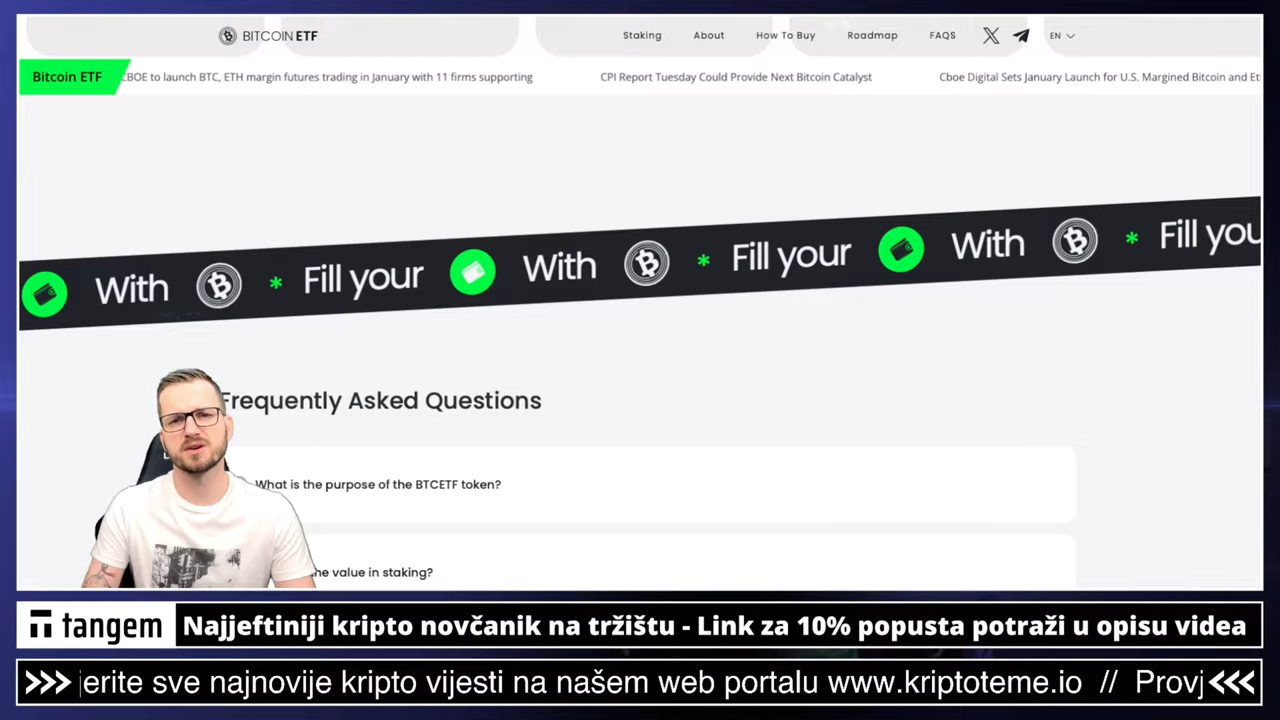 BITCOIN ETF
Staking
About
How To Buy
Roadmap
FAQS
EN
Bitcoin ETF
CBOE to launch BTC, ETH margin futures trading in January with 11 firms supporting
CPI Report Tuesday Could Provide Next Bitcoin Catalyst
Cboe Digital Sets January Launch for U.S. Margined Bitcoin and
With * Fill your With * Fill your With * Fill you
Frequently Asked Questions
What is the purpose of the BTCETF token?
the value in staking?
tangem
Najjeftiniji kripto novčanik na tržištu - Link za 10% popusta potraži u opisu videa
erite sve najnovije kripto vijesti na našem web portalu www.kriptoteme.io // Provj